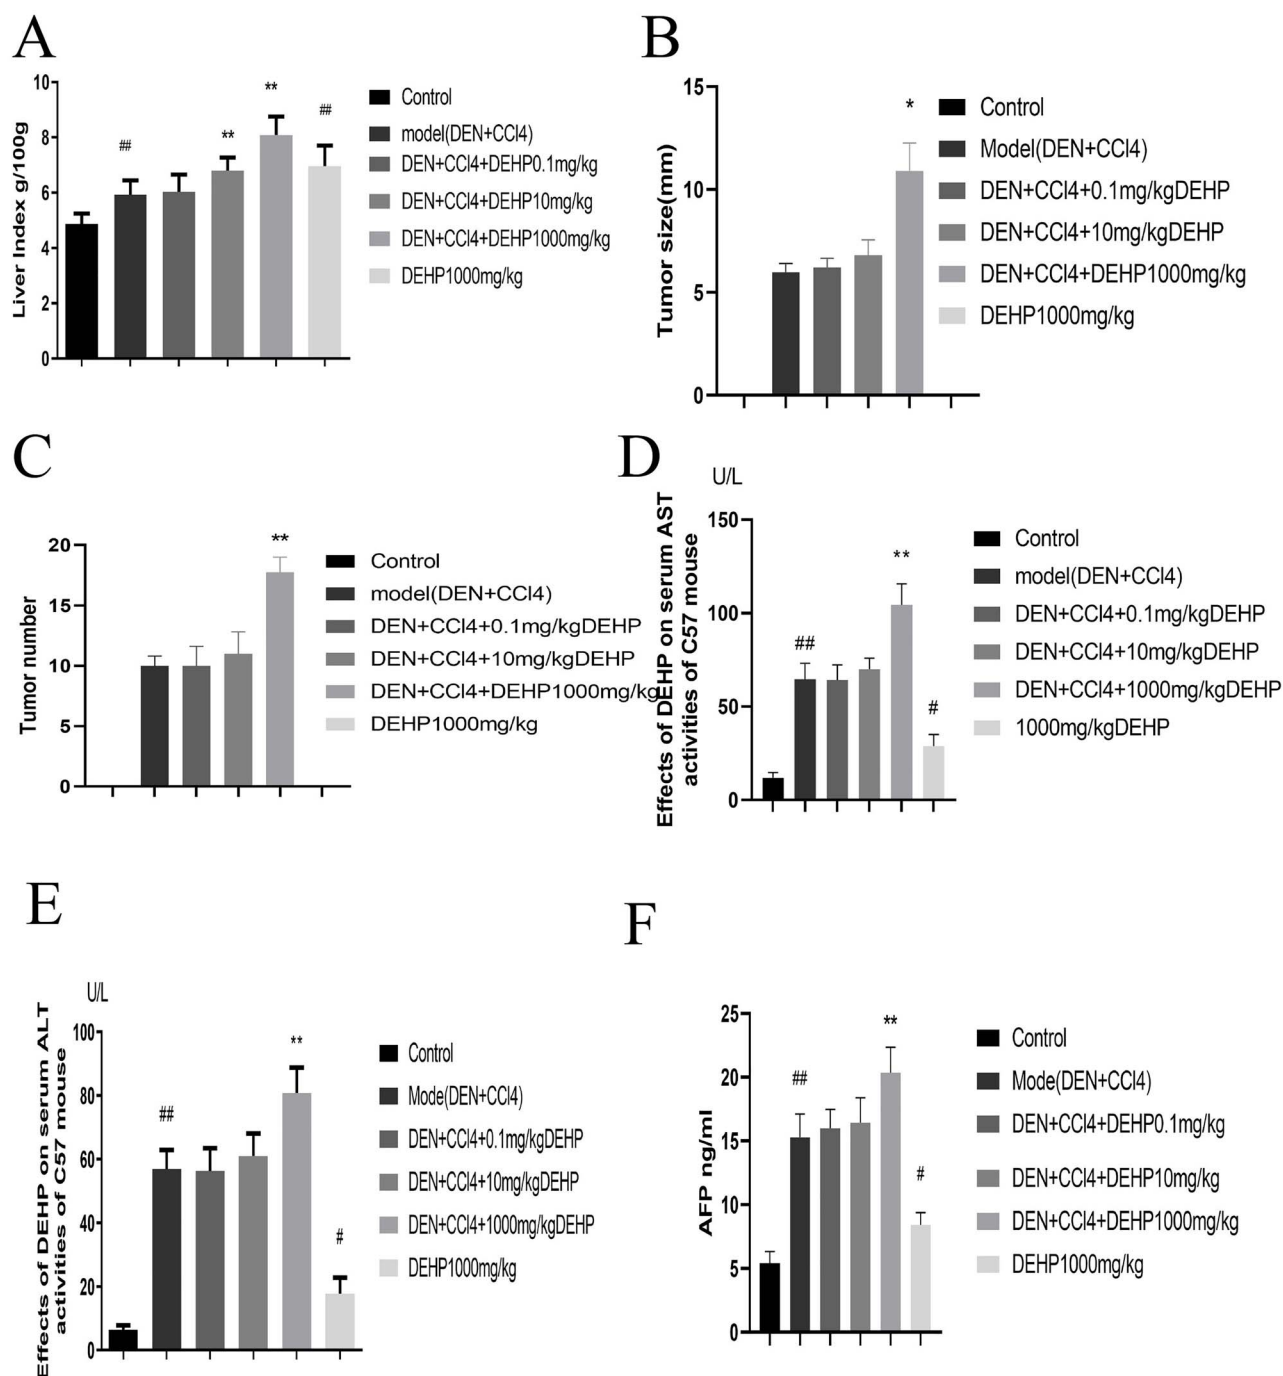 A
Liver Index g/100g
10
8
6
4
2
0
##
**
**
##
Control
model(DEN+CCl4)
DEN+CCl4+DEHP0.1mg/kg
DEN+CCl4+DEHP10mg/kg
DEN+CCl4+DEHP1000mg/kg
DEHP1000mg/kg
B
Tumor size(mm)
15
10
5
0
*
Control
Model(DEN+CCl4)
DEN+CCl4+0.1mg/kgDEHP
DEN+CCl4+10mg/kgDEHP
DEN+CCl4+DEHP1000mg/kg
DEHP1000mg/kg
C
Tumor number
20
15
10
5
0
**
Control
model(DEN+CCl4)
DEN+CCl4+0.1mg/kgDEHP
DEN+CCl4+10mg/kgDEHP
DEN+CCl4+DEHP1000mg/kg
DEHP1000mg/kg
D
U/L
Effects of DEHP on serum AST
activities of C57 mouse
150
100
50
0
##
**
#
Control
model(DEN+CCl4)
DEN+CCl4+0.1mg/kgDEHP
DEN+CCl4+10mg/kgDEHP
DEN+CCl4+1000mg/kgDEHP
1000mg/kgDEHP
E
U/L
Effects of DEHP on serum ALT
activities of C57 mouse
100
80
60
40
20
0
##
**
#
Control
Mode(DEN+CCl4)
DEN+CCl4+0.1mg/kgDEHP
DEN+CCl4+10mg/kgDEHP
DEN+CCl4+1000mg/kgDEHP
DEHP1000mg/kg
F
AFP ng/ml
25
20
15
10
5
0
##
**
#
Control
Mode(DEN+CCl4)
DEN+CCl4+DEHP0.1mg/kg
DEN+CCl4+DEHP10mg/kg
DEN+CCl4+DEHP1000mg/kg
DEHP1000mg/kg